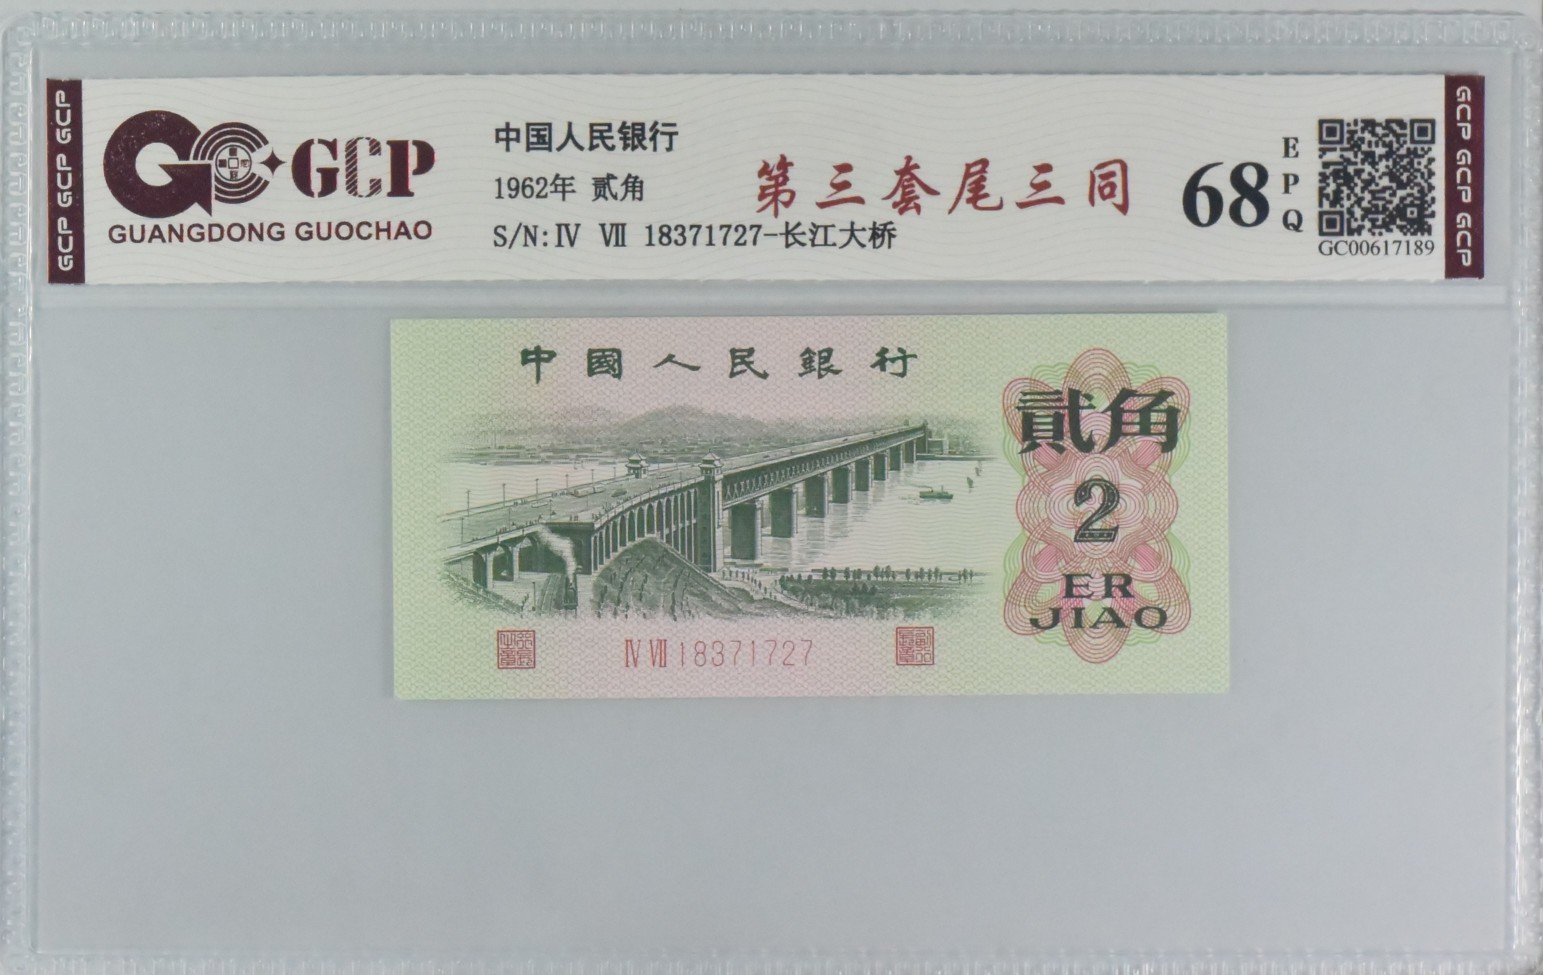 GCP GCP GCP
GCP
GUANGDONG GUOCHAO
中国人民银行
1962年 贰角
S/N: Ⅳ Ⅶ 18371727-长江大桥
第三套尾三同
68
E
P
Q
GC00617189
GCP GCP GCP
中國人民銀行
貳角
2
ER
JIAO
Ⅳ Ⅶ 18371727